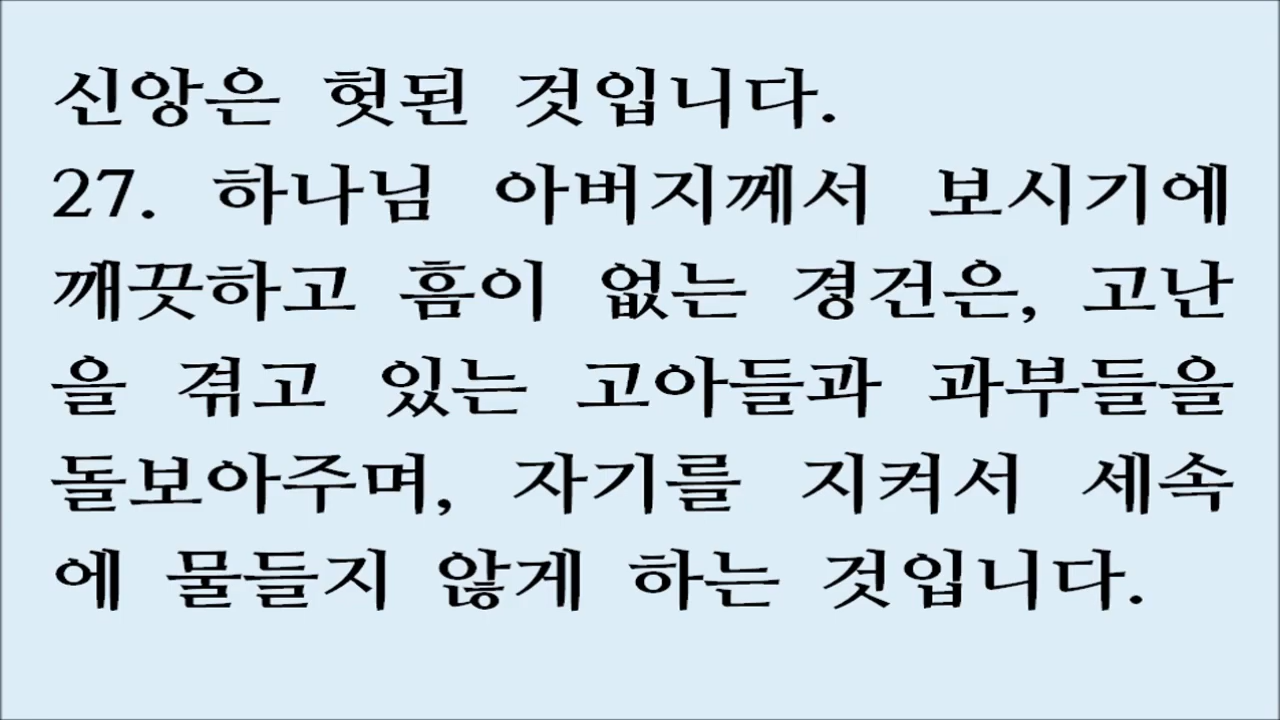 신앙은 헛된 것입니다.
27. 하나님 아버지께서 보시기에
깨끗하고 흠이 없는 경건은, 고난
을 겪고 있는 고아들과 과부들을
돌보아주며, 자기를 지켜서 세속
에 물들지 않게 하는 것입니다.